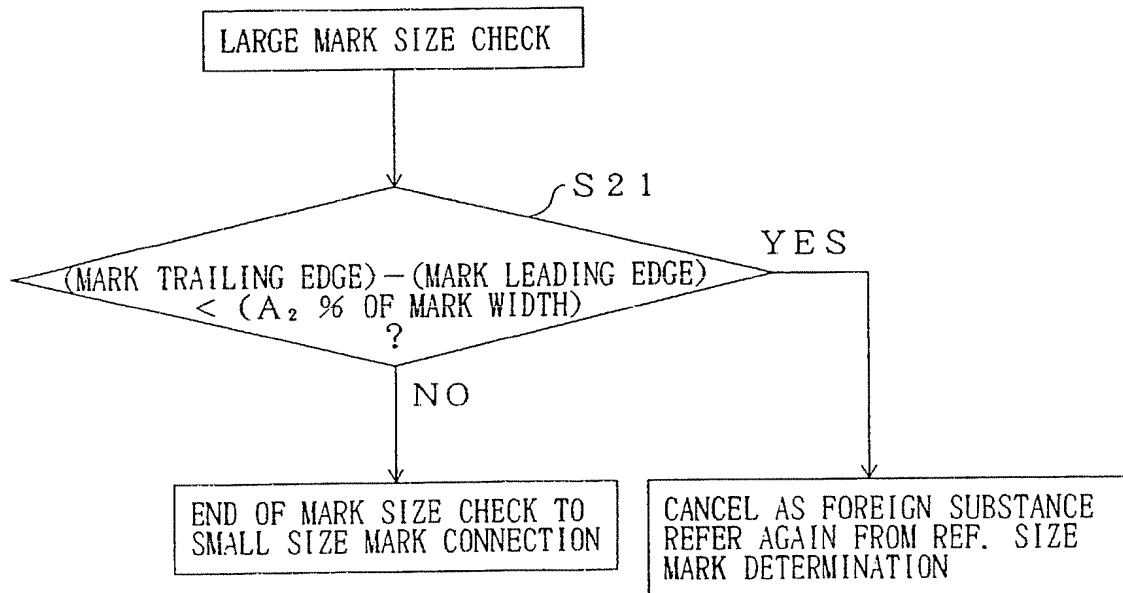 LARGE MARK SIZE CHECK
S21
YES
(MARK TRAILING EDGE)−(MARK LEADING EDGE)
< (A₂ % OF MARK WIDTH)
?
NO
END OF MARK SIZE CHECK TO
SMALL SIZE MARK CONNECTION
CANCEL AS FOREIGN SUBSTANCE
REFER AGAIN FROM REF. SIZE
MARK DETERMINATION